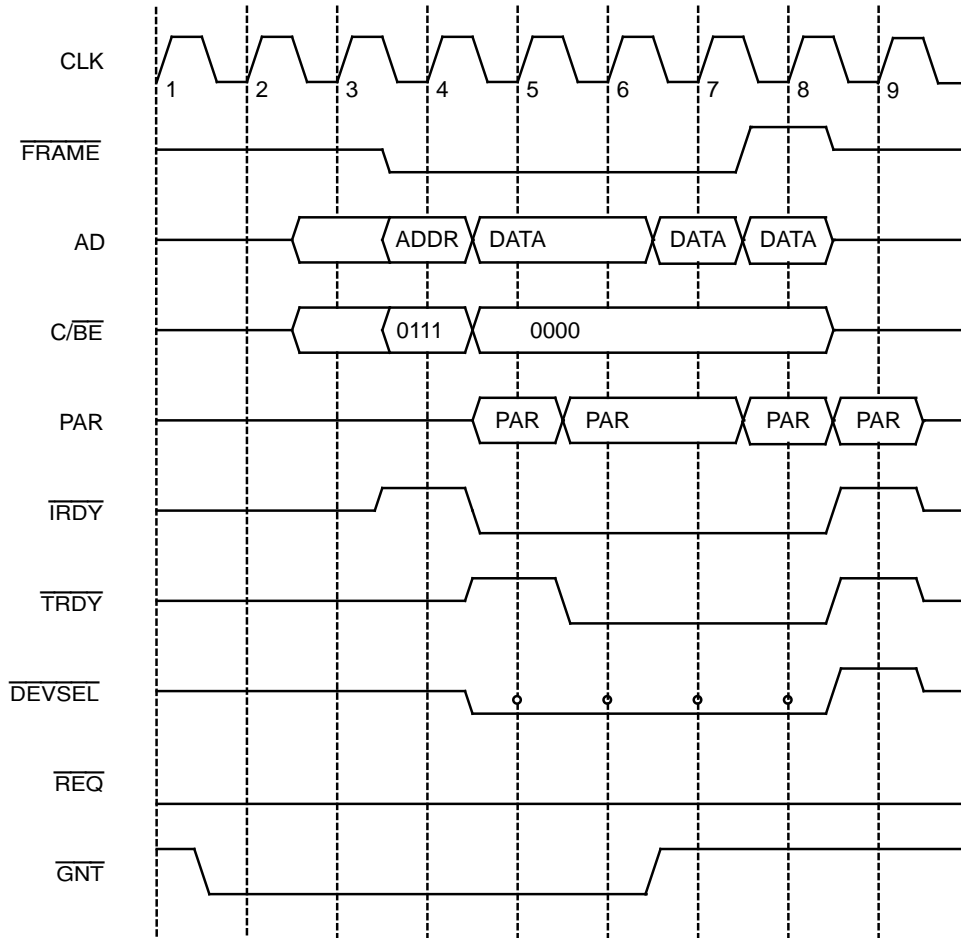 CLK
1 2 3 4 5 6 7 8 9
FRAME
AD
ADDR DATA DATA DATA
C/BE
0111 0000
PAR
PAR PAR PAR PAR
IRDY
TRDY
DEVSEL
REQ
GNT